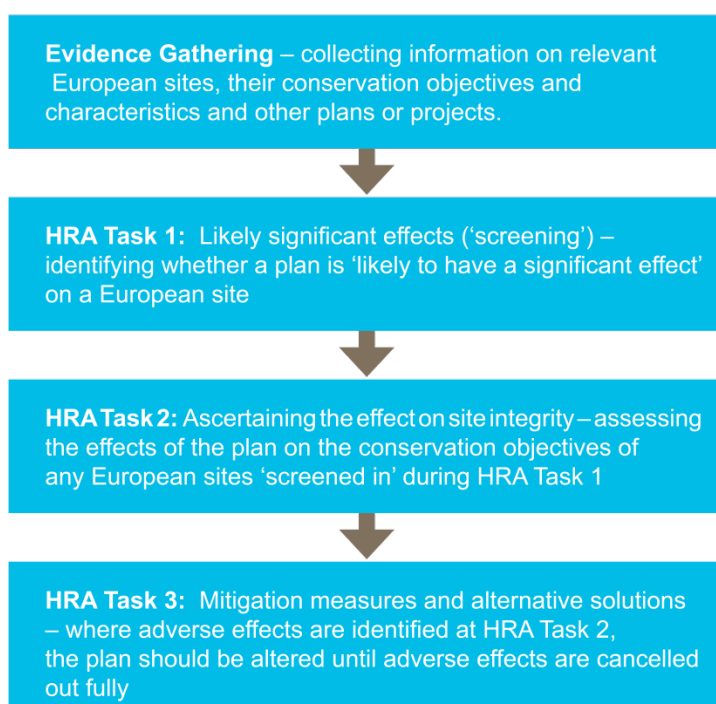 Evidence Gathering – collecting information on relevant
European sites, their conservation objectives and
characteristics and other plans or projects.
HRA Task 1: Likely significant effects (‘screening’) –
identifying whether a plan is ‘likely to have a significant effect’
on a European site
HRA Task 2: Ascertaining the effect on site integrity – assessing
the effects of the plan on the conservation objectives of
any European sites ‘screened in’ during HRA Task 1
HRA Task 3: Mitigation measures and alternative solutions
– where adverse effects are identified at HRA Task 2,
the plan should be altered until adverse effects are cancelled
out fully